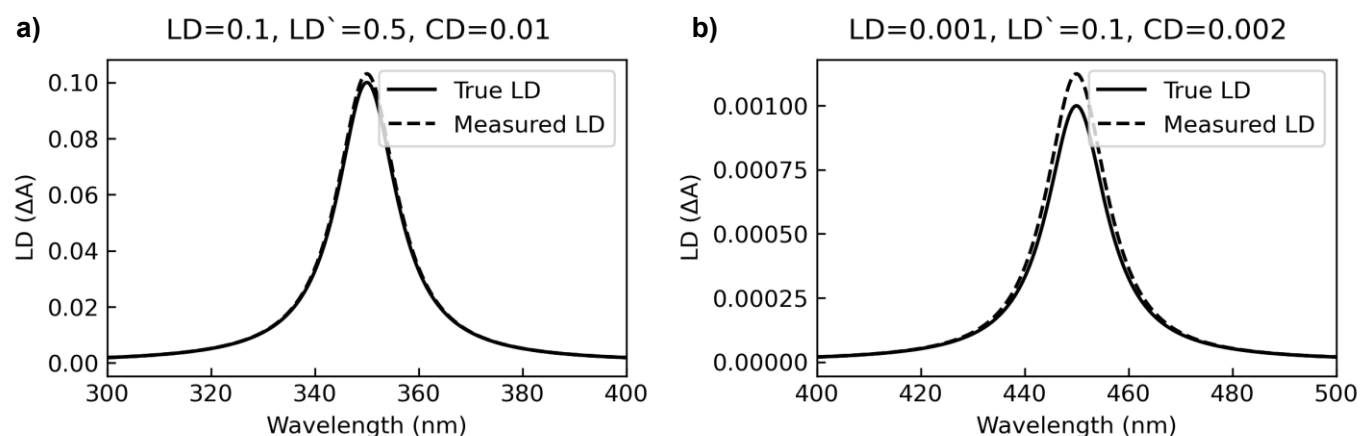 a)
LD=0.1, LD`=0.5, CD=0.01
LD (ΔA)
0.10
0.08
0.06
0.04
0.02
0.00
True LD
Measured LD
300
320
340
360
380
400
Wavelength (nm)
b)
LD=0.001, LD`=0.1, CD=0.002
LD (ΔA)
0.00100
0.00075
0.00050
0.00025
0.00000
True LD
Measured LD
400
420
440
460
480
500
Wavelength (nm)